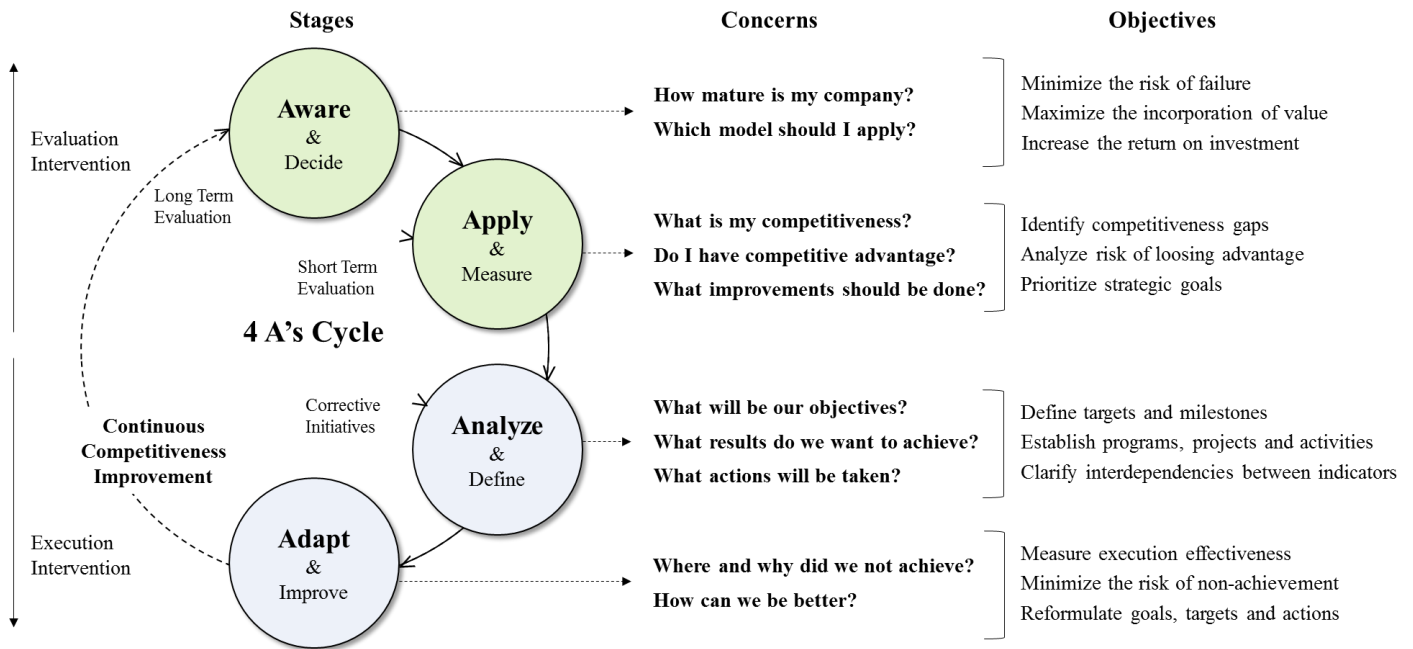 Stages
Concerns
Objectives
Evaluation
Intervention
Aware
&
Decide
How mature is my company?
Which model should I apply?
Minimize the risk of failure
Maximize the incorporation of value
Increase the return on investment
Long Term
Evaluation
Apply
&
Measure
Short Term
Evaluation
What is my competitiveness?
Do I have competitive advantage?
What improvements should be done?
Identify competitiveness gaps
Analyze risk of loosing advantage
Prioritize strategic goals
4 A's Cycle
Corrective
Initiatives
Analyze
&
Define
What will be our objectives?
What results do we want to achieve?
What actions will be taken?
Define targets and milestones
Establish programs, projects and activities
Clarify interdependencies between indicators
Continuous
Competitiveness
Improvement
Execution
Intervention
Adapt
&
Improve
Where and why did we not achieve?
How can we be better?
Measure execution effectiveness
Minimize the risk of non-achievement
Reformulate goals, targets and actions